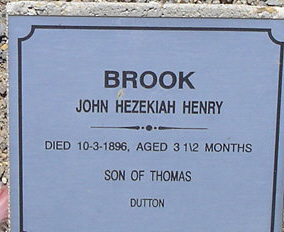 BROOK
JOHN HEZEKIAH HENRY
DIED 10-3-1896, AGED 3 1\2 MONTHS
SON OF THOMAS
DUTTON